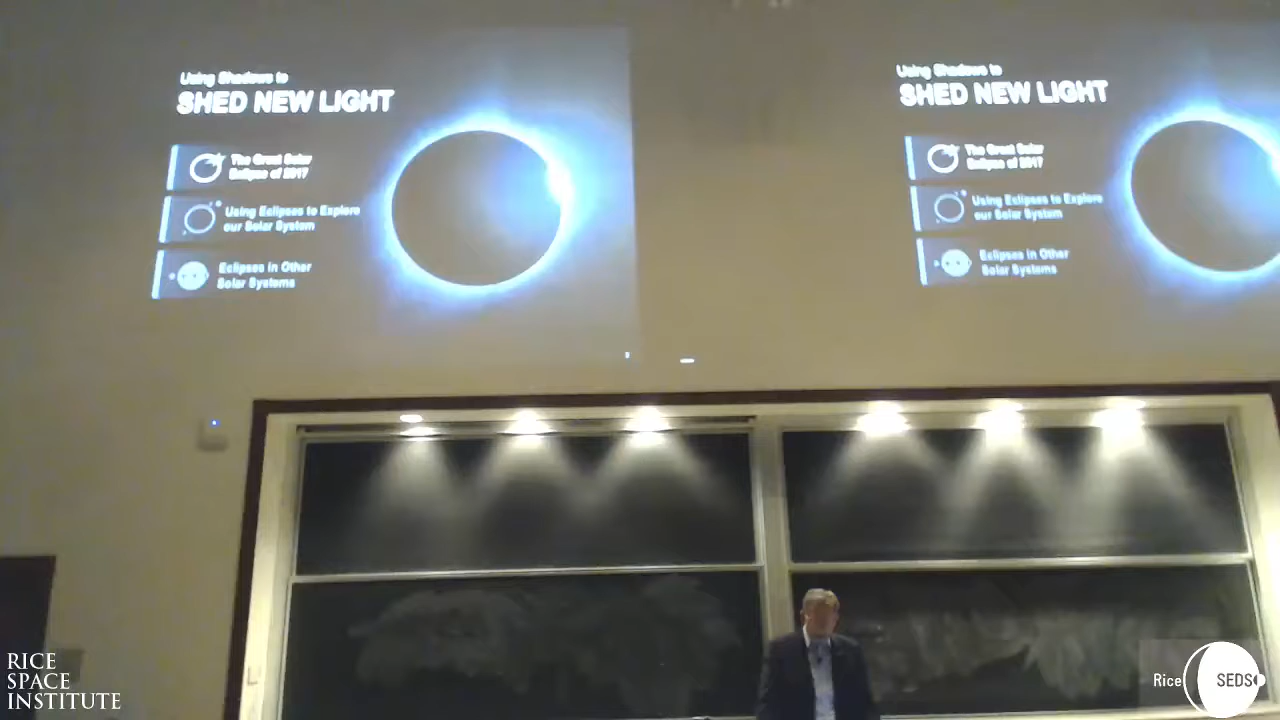 Using Shadows to
SHED NEW LIGHT
The Great Solar
Eclipse of 2017
Using Eclipses to Explore
our Solar System
Eclipses in Other
Solar Systems
Using Shadows to
SHED NEW LIGHT
The Great Solar
Eclipse of 2017
Using Eclipses to Explore
our Solar System
Eclipses in Other
Solar Systems
RICE
SPACE
INSTITUTE
Rice SEDS